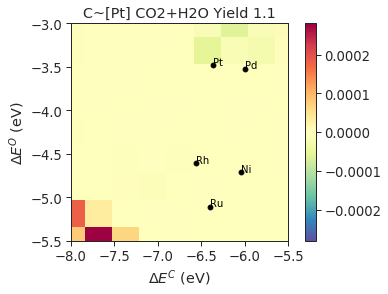 C~[Pt] CO2+H2O Yield 1.1
−3.0
−3.5
−4.0
−4.5
−5.0
−5.5
ΔE^O (eV)
Pt
Pd
Rh
Ni
Ru
−8.0 −7.5 −7.0 −6.5 −6.0 −5.5
ΔE^C (eV)
0.0002
0.0001
0.0000
−0.0001
−0.0002